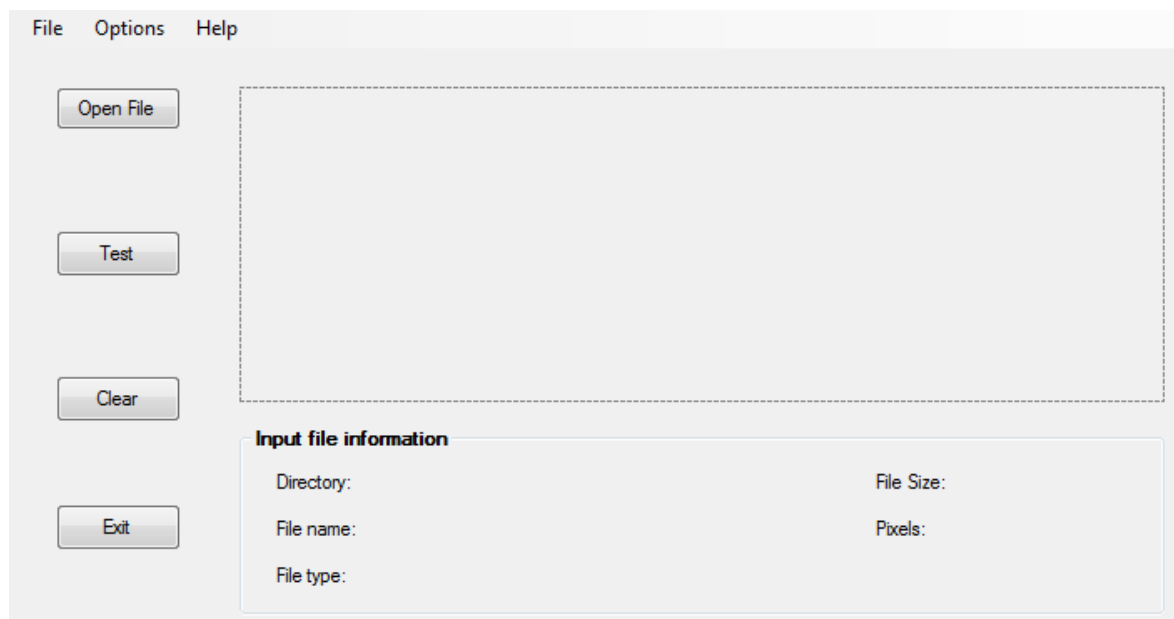 File Options Help
Open File
Test
Clear
Exit
Input file information
Directory:
File Size:
File name:
Pixels:
File type: